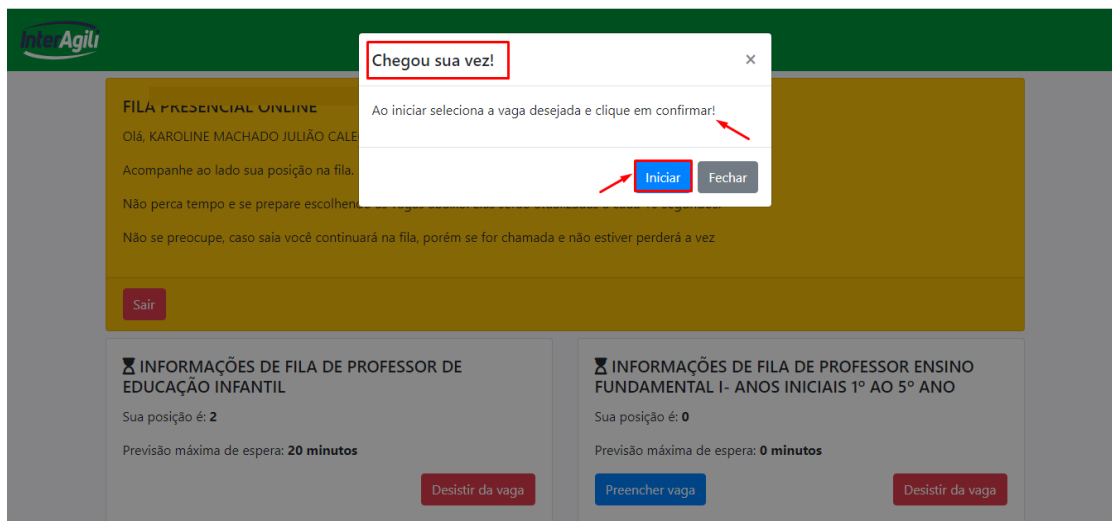 InterAgili
Chegou sua vez!
×
Ao iniciar seleciona a vaga desejada e clique em confirmar!
Iniciar
Fechar
FILA PRESENCIAL ONLINE
Olá, KAROLINE MACHADO JULIÃO CALE
Acompanhe ao lado sua posição na fila.
Não perca tempo e se prepare escolhendo
Não se preocupe, caso saia você continuará na fila, porém se for chamada e não estiver perderá a vez
Sair
INFORMAÇÕES DE FILA DE PROFESSOR DE
EDUCAÇÃO INFANTIL
Sua posição é: 2
Previsão máxima de espera: 20 minutos
Desistir da vaga
INFORMAÇÕES DE FILA DE PROFESSOR ENSINO
FUNDAMENTAL I- ANOS INICIAIS 1º AO 5º ANO
Sua posição é: 0
Previsão máxima de espera: 0 minutos
Preencher vaga
Desistir da vaga